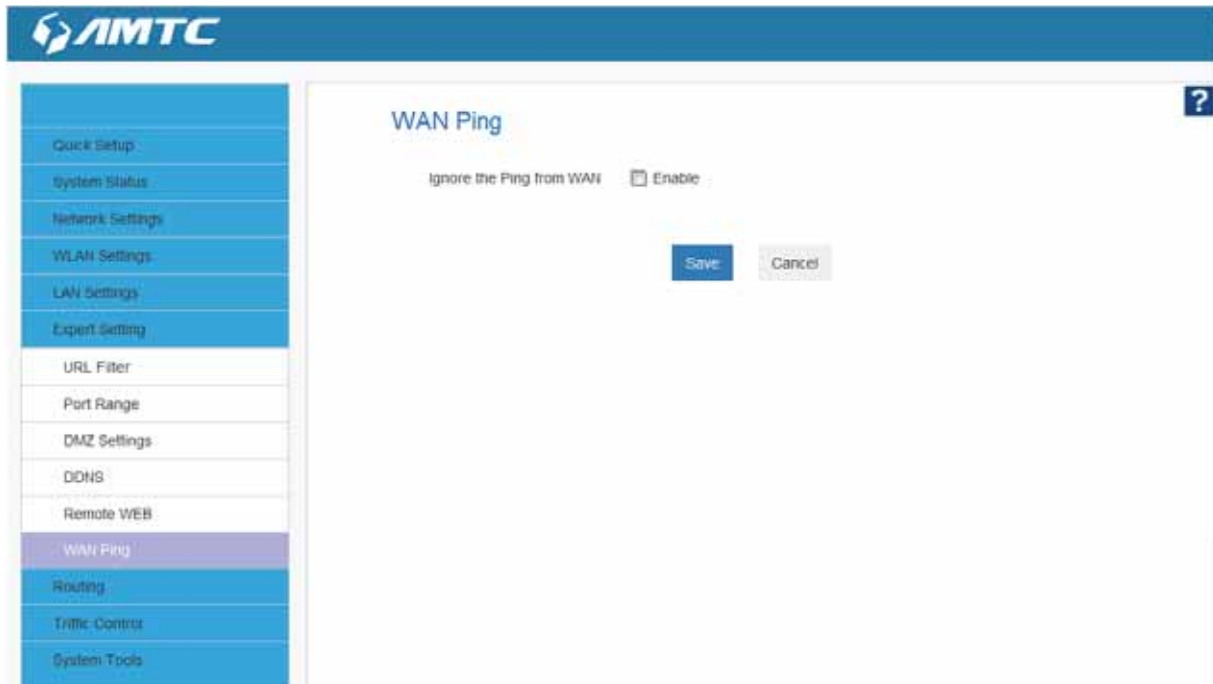 AMTC
?
WAN Ping
Ignore the Ping from WAN Enable
Save Cancel
Quick Setup
System Status
Network Settings
WLAN Settings
LAN Settings
Expert Setting
URL Filter
Port Range
DMZ Settings
DDNS
Remote WEB
WAN Ping
Routing
Triffic Control
System Tools